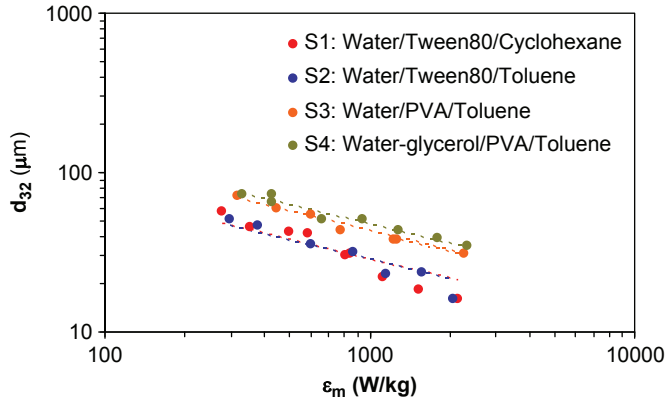 1000
100
10
d32 (μm)
S1: Water/Tween80/Cyclohexane
S2: Water/Tween80/Toluene
S3: Water/PVA/Toluene
S4: Water-glycerol/PVA/Toluene
100
1000
10000
εm (W/kg)